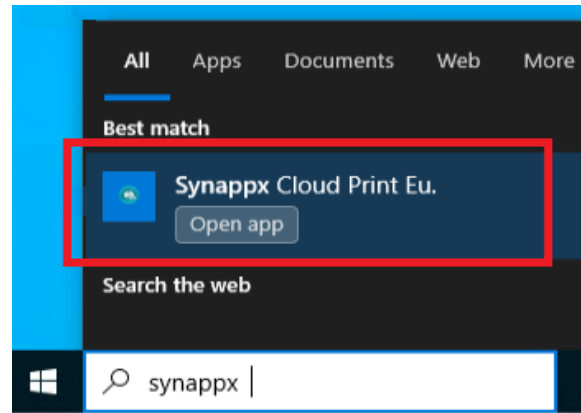 All Apps Documents Web More
Best match
Synappx Cloud Print Eu.
Open app
Search the web
synappx